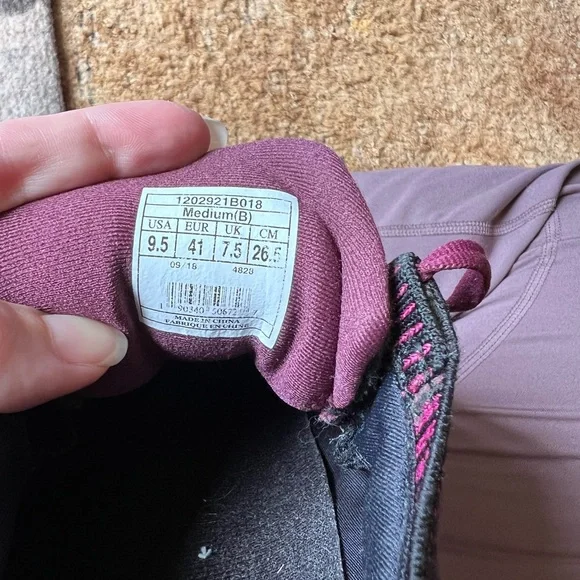 1202921B018
Medium(B)
USA EUR UK CM
9.5 41 7.5 26.5
09/18 4828
MADE IN CHINA
FABRIQUE EN CHINE